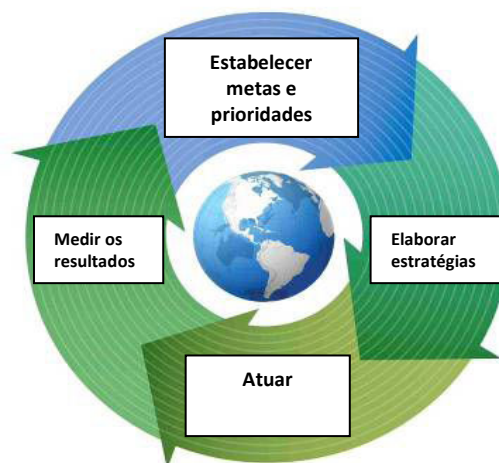 Estabelecer
metas e
prioridades
Elaborar
estratégias
Atuar
Medir os
resultados